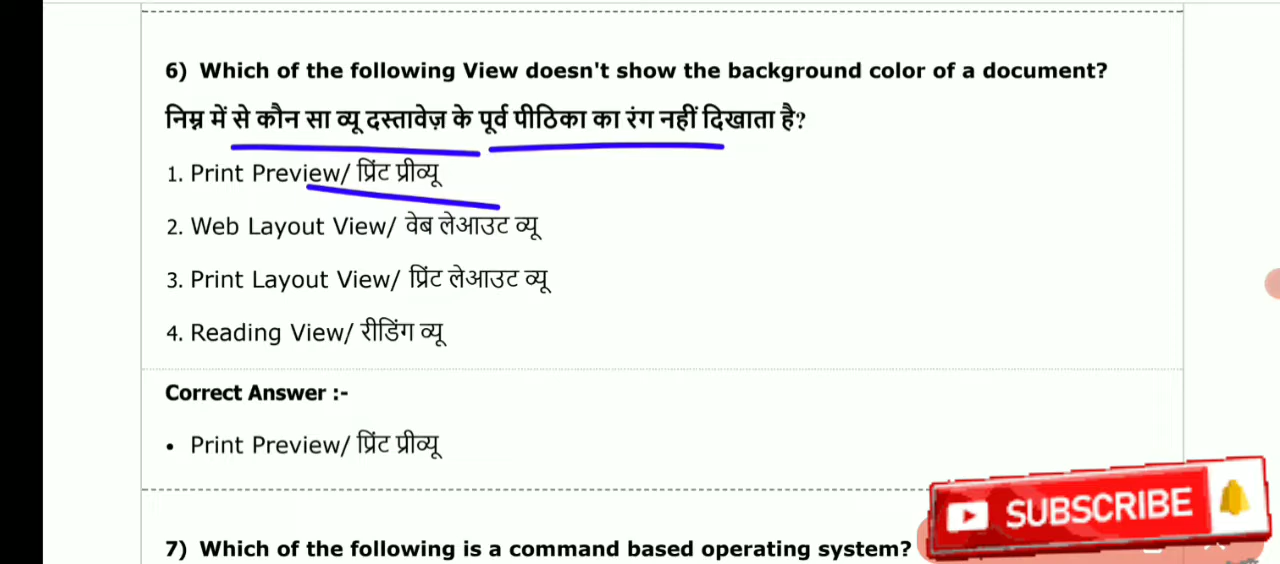 6) Which of the following View doesn't show the background color of a document?
निम्न में से कौन सा व्यू दस्तावेज़ के पूर्व पीठिका का रंग नहीं दिखाता है?
1. Print Preview/ प्रिंट प्रीव्यू
2. Web Layout View/ वेब लेआउट व्यू
3. Print Layout View/ प्रिंट लेआउट व्यू
4. Reading View/ रीडिंग व्यू
Correct Answer :-
• Print Preview/ प्रिंट प्रीव्यू
SUBSCRIBE
7) Which of the following is a command based operating system?